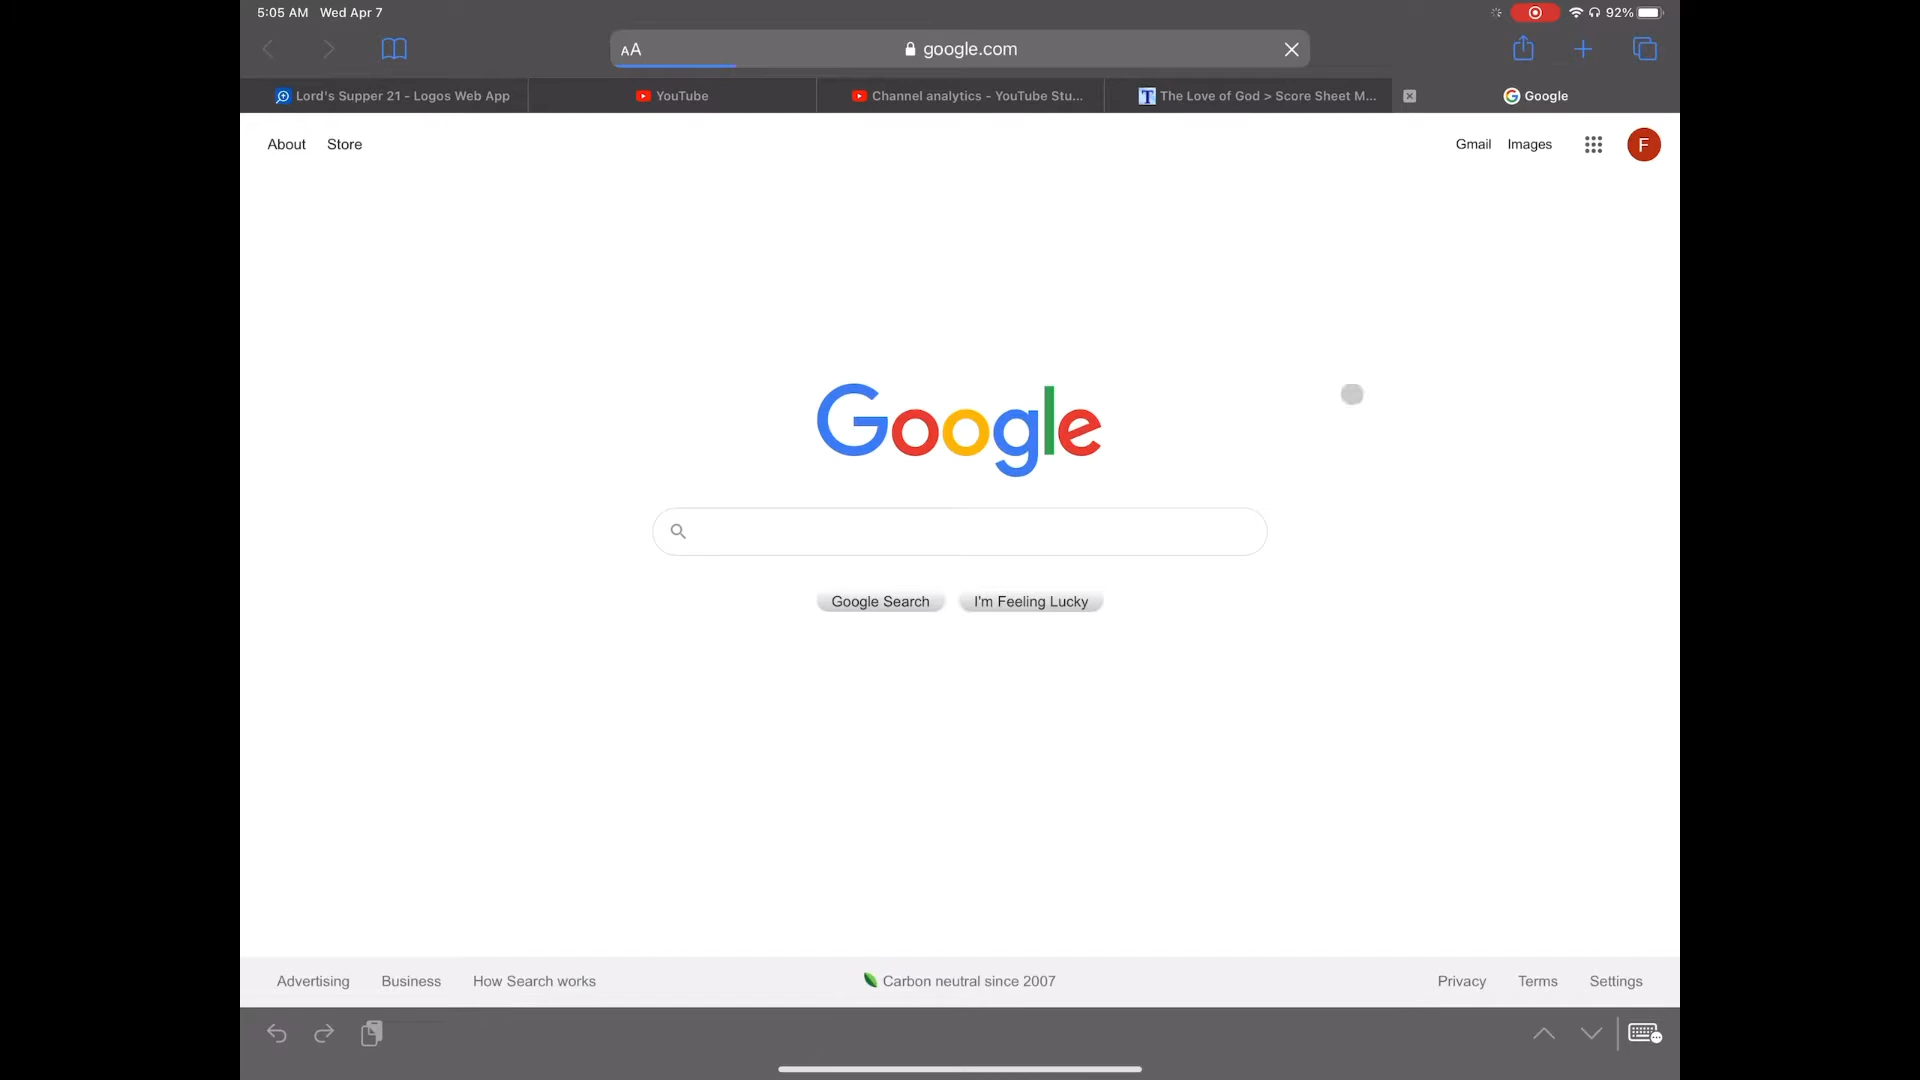 5:05 AM Wed Apr 7
92%
AA
google.com
Lord's Supper 21 - Logos Web App
YouTube
Channel analytics - YouTube Stu...
T The Love of God > Score Sheet M...
G Google
About Store
Gmail Images
F
Google
Google Search I'm Feeling Lucky
Advertising Business How Search works
Carbon neutral since 2007
Privacy Terms Settings